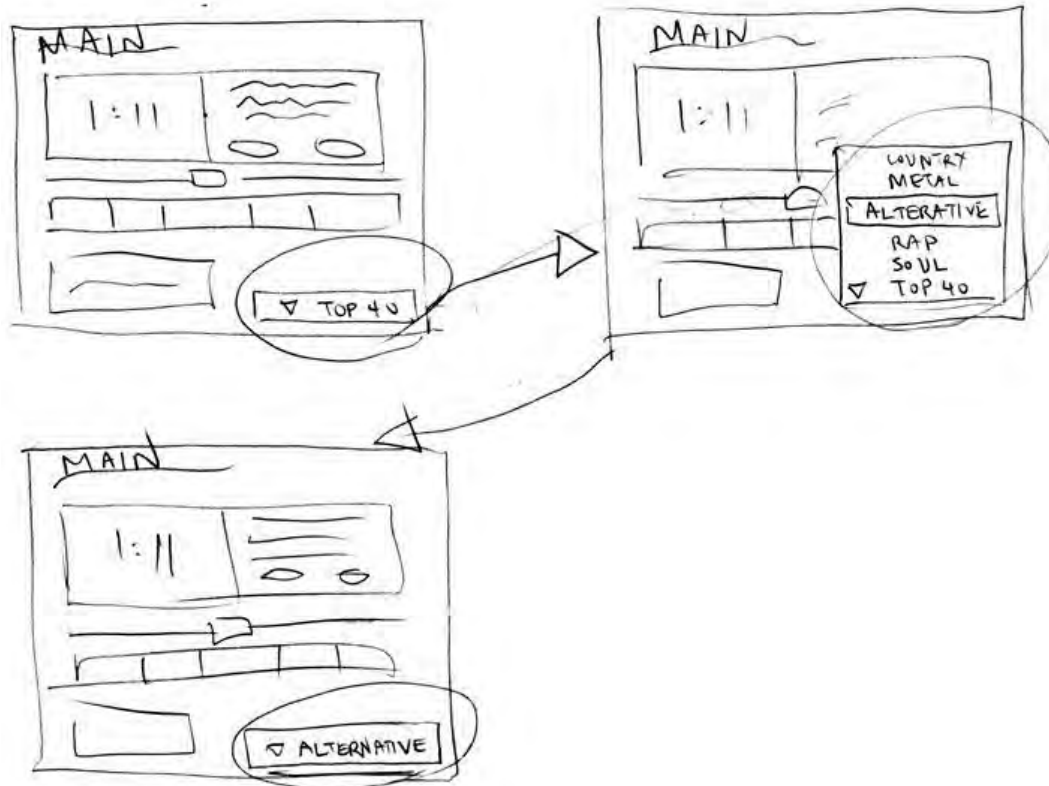 MAIN
1:11
TOP 40
MAIN
1:11
COUNTRY
METAL
ALTERATIVE
RAP
SOUL
TOP 40
MAIN
1:11
ALTERNATIVE